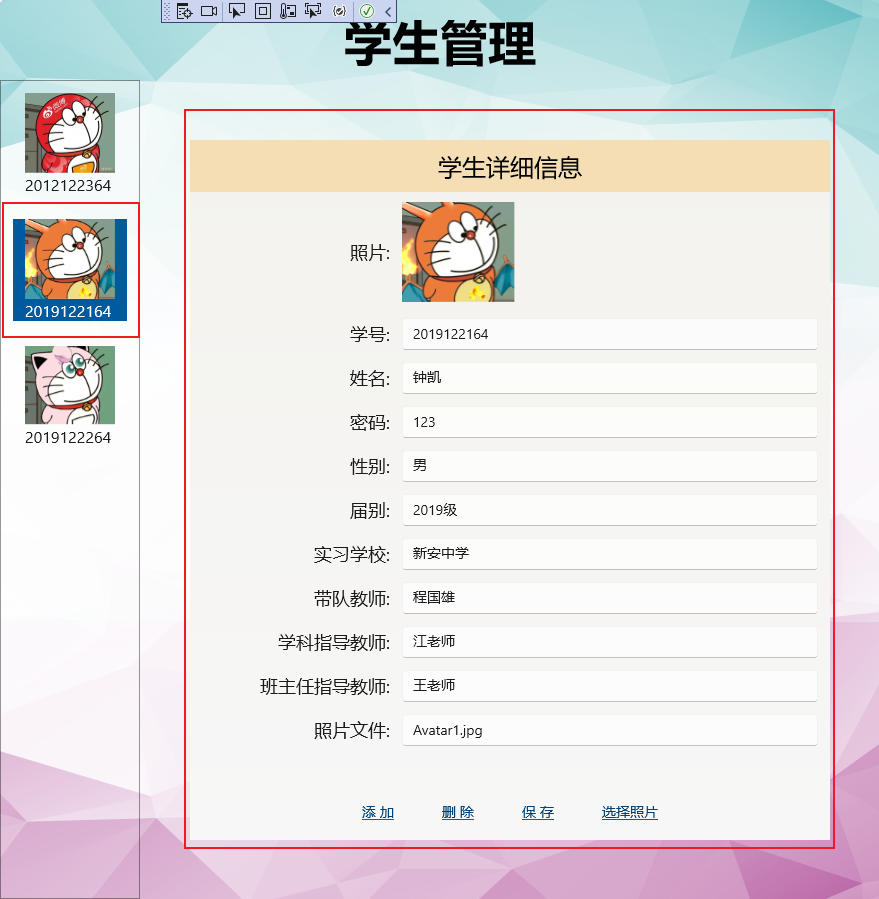 学生管理
微博
2012122364
2019122164
2019122264
学生详细信息
照片:
学号: 2019122164
姓名: 钟凯
密码: 123
性别: 男
届别: 2019级
实习学校: 新安中学
带队教师: 程国雄
学科指导教师: 江老师
班主任指导教师: 王老师
照片文件: Avatar1.jpg
添 加 删 除 保 存 选择照片